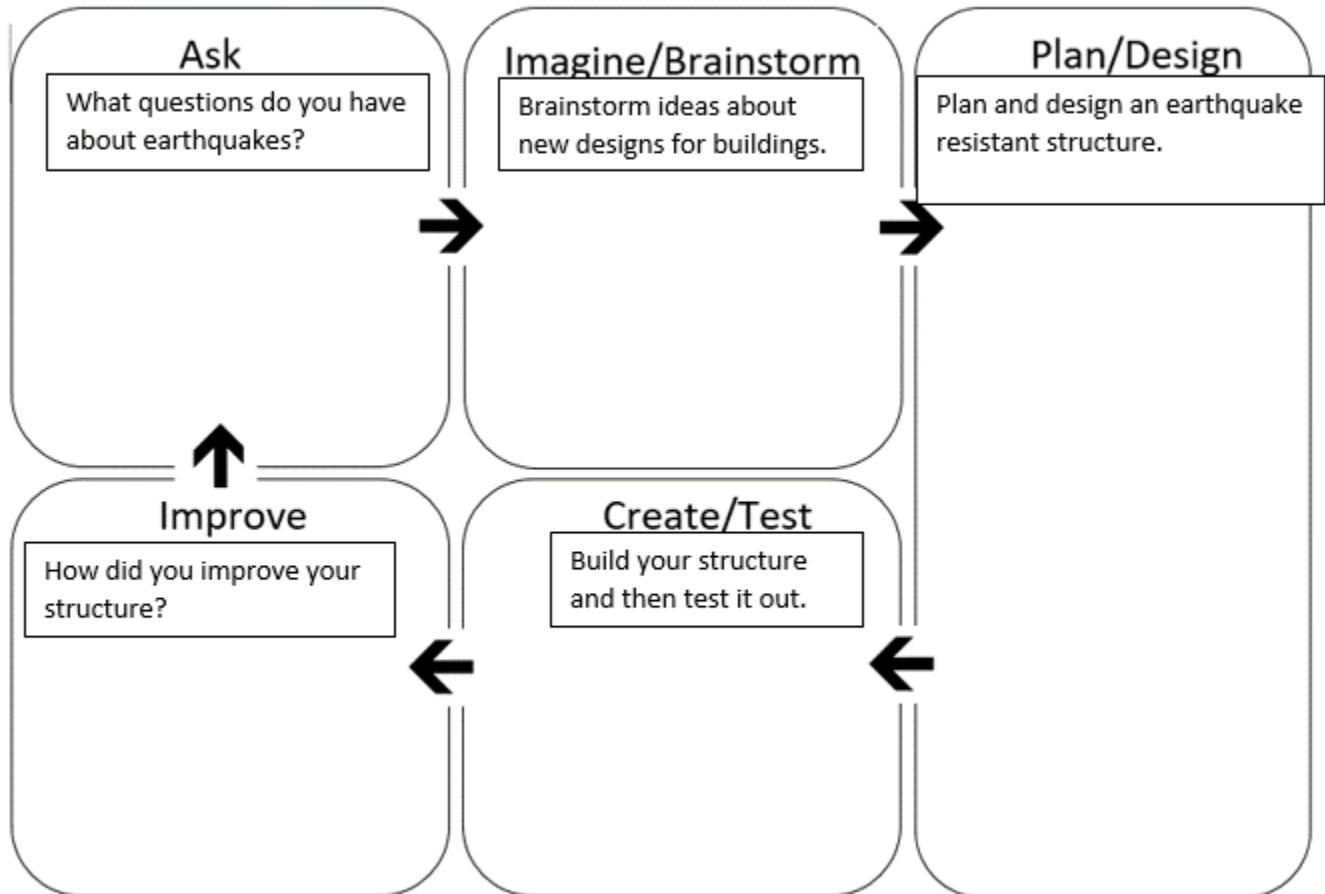 Ask
What questions do you have
about earthquakes?
Imagine/Brainstorm
Brainstorm ideas about
new designs for buildings.
Plan/Design
Plan and design an earthquake
resistant structure.
Create/Test
Build your structure
and then test it out.
Improve
How did you improve your
structure?